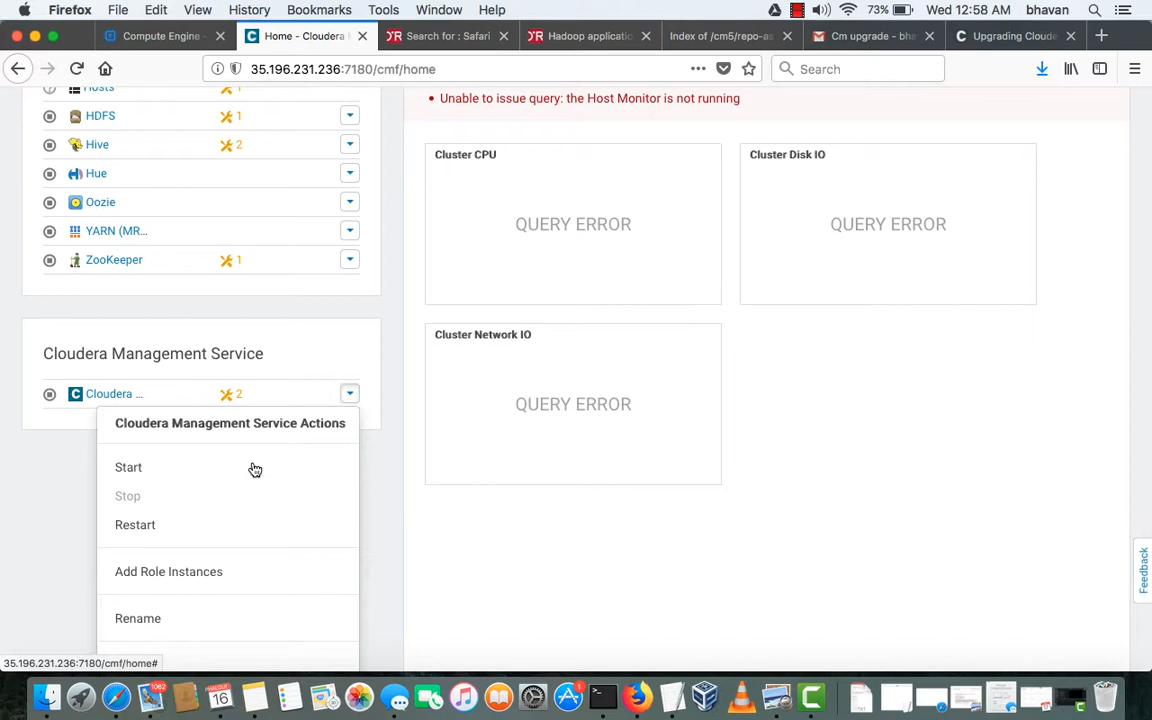 Firefox File Edit View History Bookmarks Tools Window Help 73% Wed 12:58 AM bhavan
Compute Engine - Home - Cloudera Search for : Safari Hadoop applicatio Index of /cm5/repo-as Cm upgrade - bha Upgrading Cloude
35.196.231.236:7180/cmf/home Search
Hosts 1
Unable to issue query: the Host Monitor is not running
HDFS 1
Hive 2
Hue
Oozie
YARN (MR...
ZooKeeper 1
Cluster CPU
QUERY ERROR
Cluster Disk IO
QUERY ERROR
Cluster Network IO
QUERY ERROR
Cloudera Management Service
Cloudera ... 2
Cloudera Management Service Actions
Start
Stop
Restart
Add Role Instances
Rename
Feedback
35.196.231.236:7180/cmf/home#